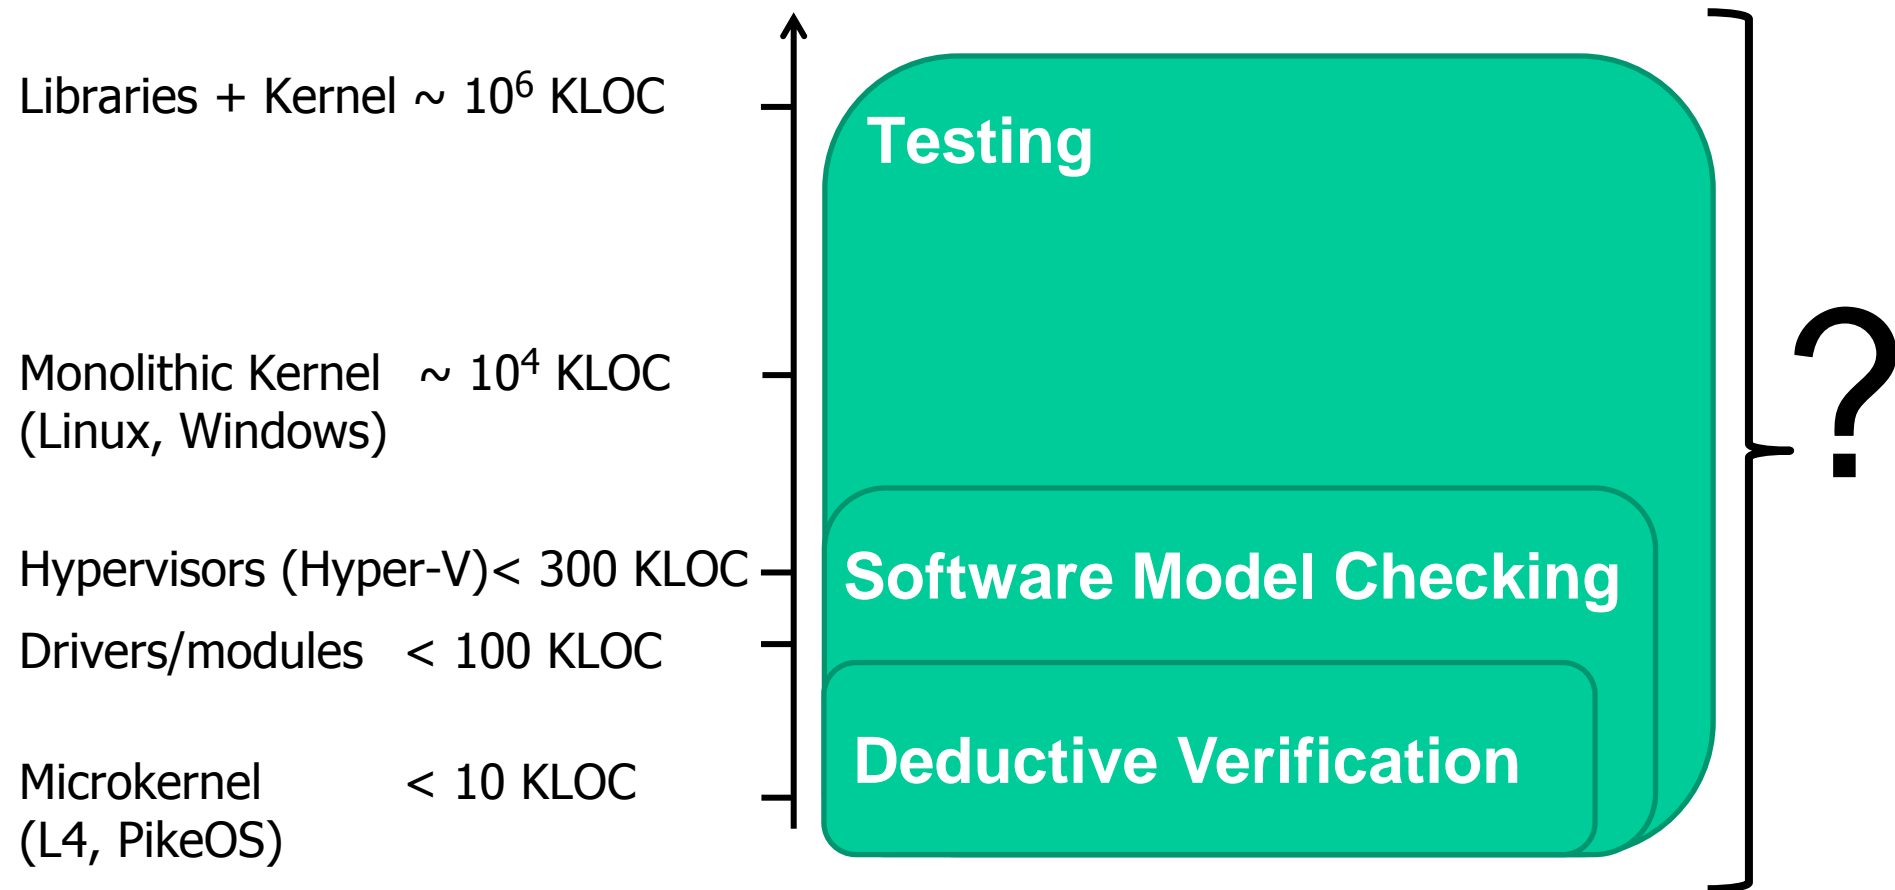 Libraries + Kernel ~ 10⁶ KLOC
Testing
Monolithic Kernel ~ 10⁴ KLOC
(Linux, Windows)
?
Hypervisors (Hyper-V)< 300 KLOC
Software Model Checking
Drivers/modules < 100 KLOC
Deductive Verification
Microkernel < 10 KLOC
(L4, PikeOS)